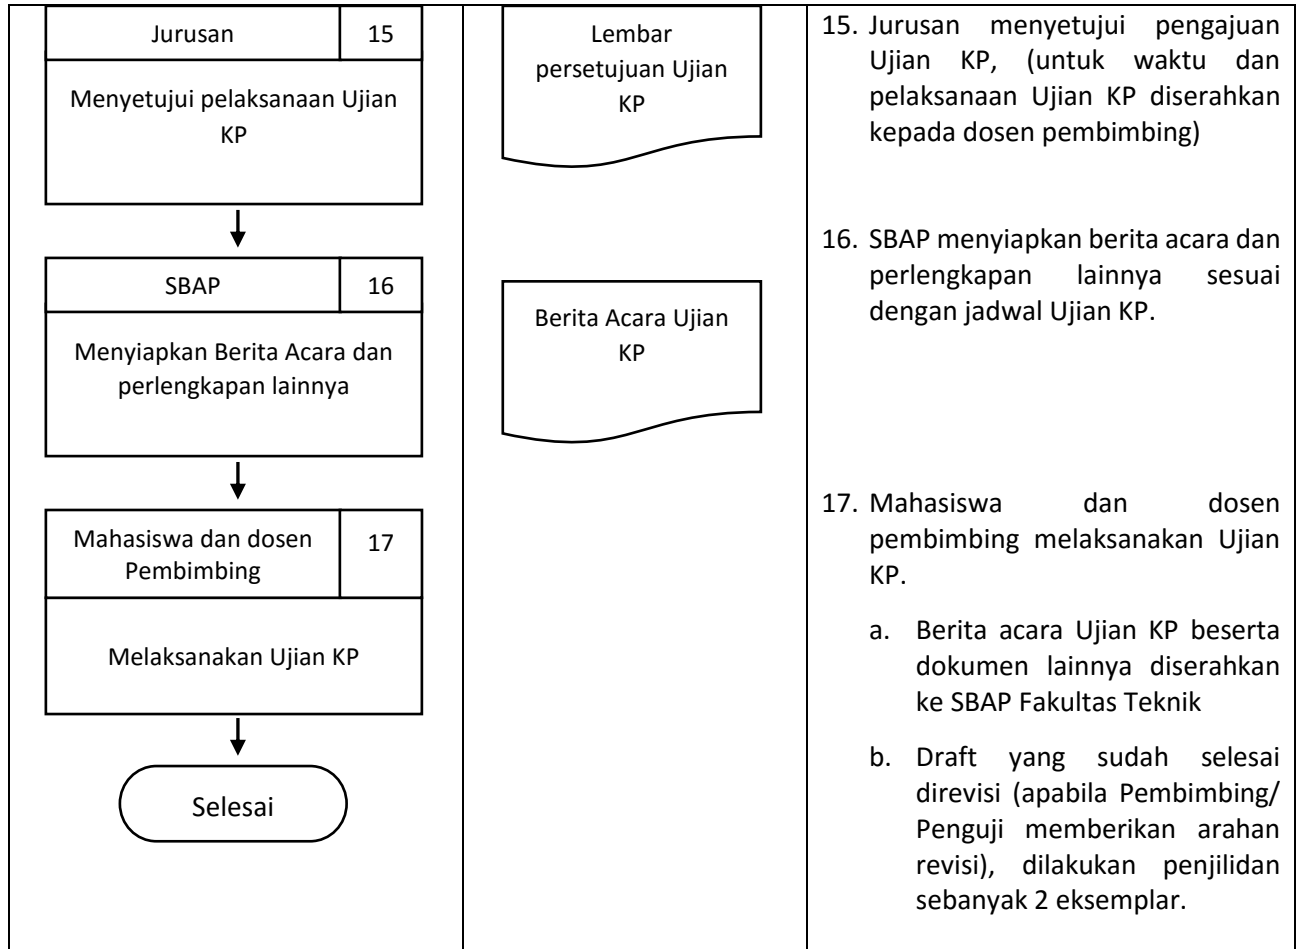 Jurusan
15
Menyetujui pelaksanaan Ujian
KP
SBAP
16
Menyiapkan Berita Acara dan
perlengkapan lainnya
Mahasiswa dan dosen
Pembimbing
17
Melaksanakan Ujian KP
Selesai
Lembar
persetujuan Ujian
KP
Berita Acara Ujian
KP
15. Jurusan menyetujui pengajuan
Ujian KP, (untuk waktu dan
pelaksanaan Ujian KP diserahkan
kepada dosen pembimbing)
16. SBAP menyiapkan berita acara dan
perlengkapan lainnya sesuai
dengan jadwal Ujian KP.
17. Mahasiswa dan dosen
pembimbing melaksanakan Ujian
KP.
a. Berita acara Ujian KP beserta
dokumen lainnya diserahkan
ke SBAP Fakultas Teknik
b. Draft yang sudah selesai
direvisi (apabila Pembimbing/
Penguji memberikan arahan
revisi), dilakukan penjilidan
sebanyak 2 eksemplar.